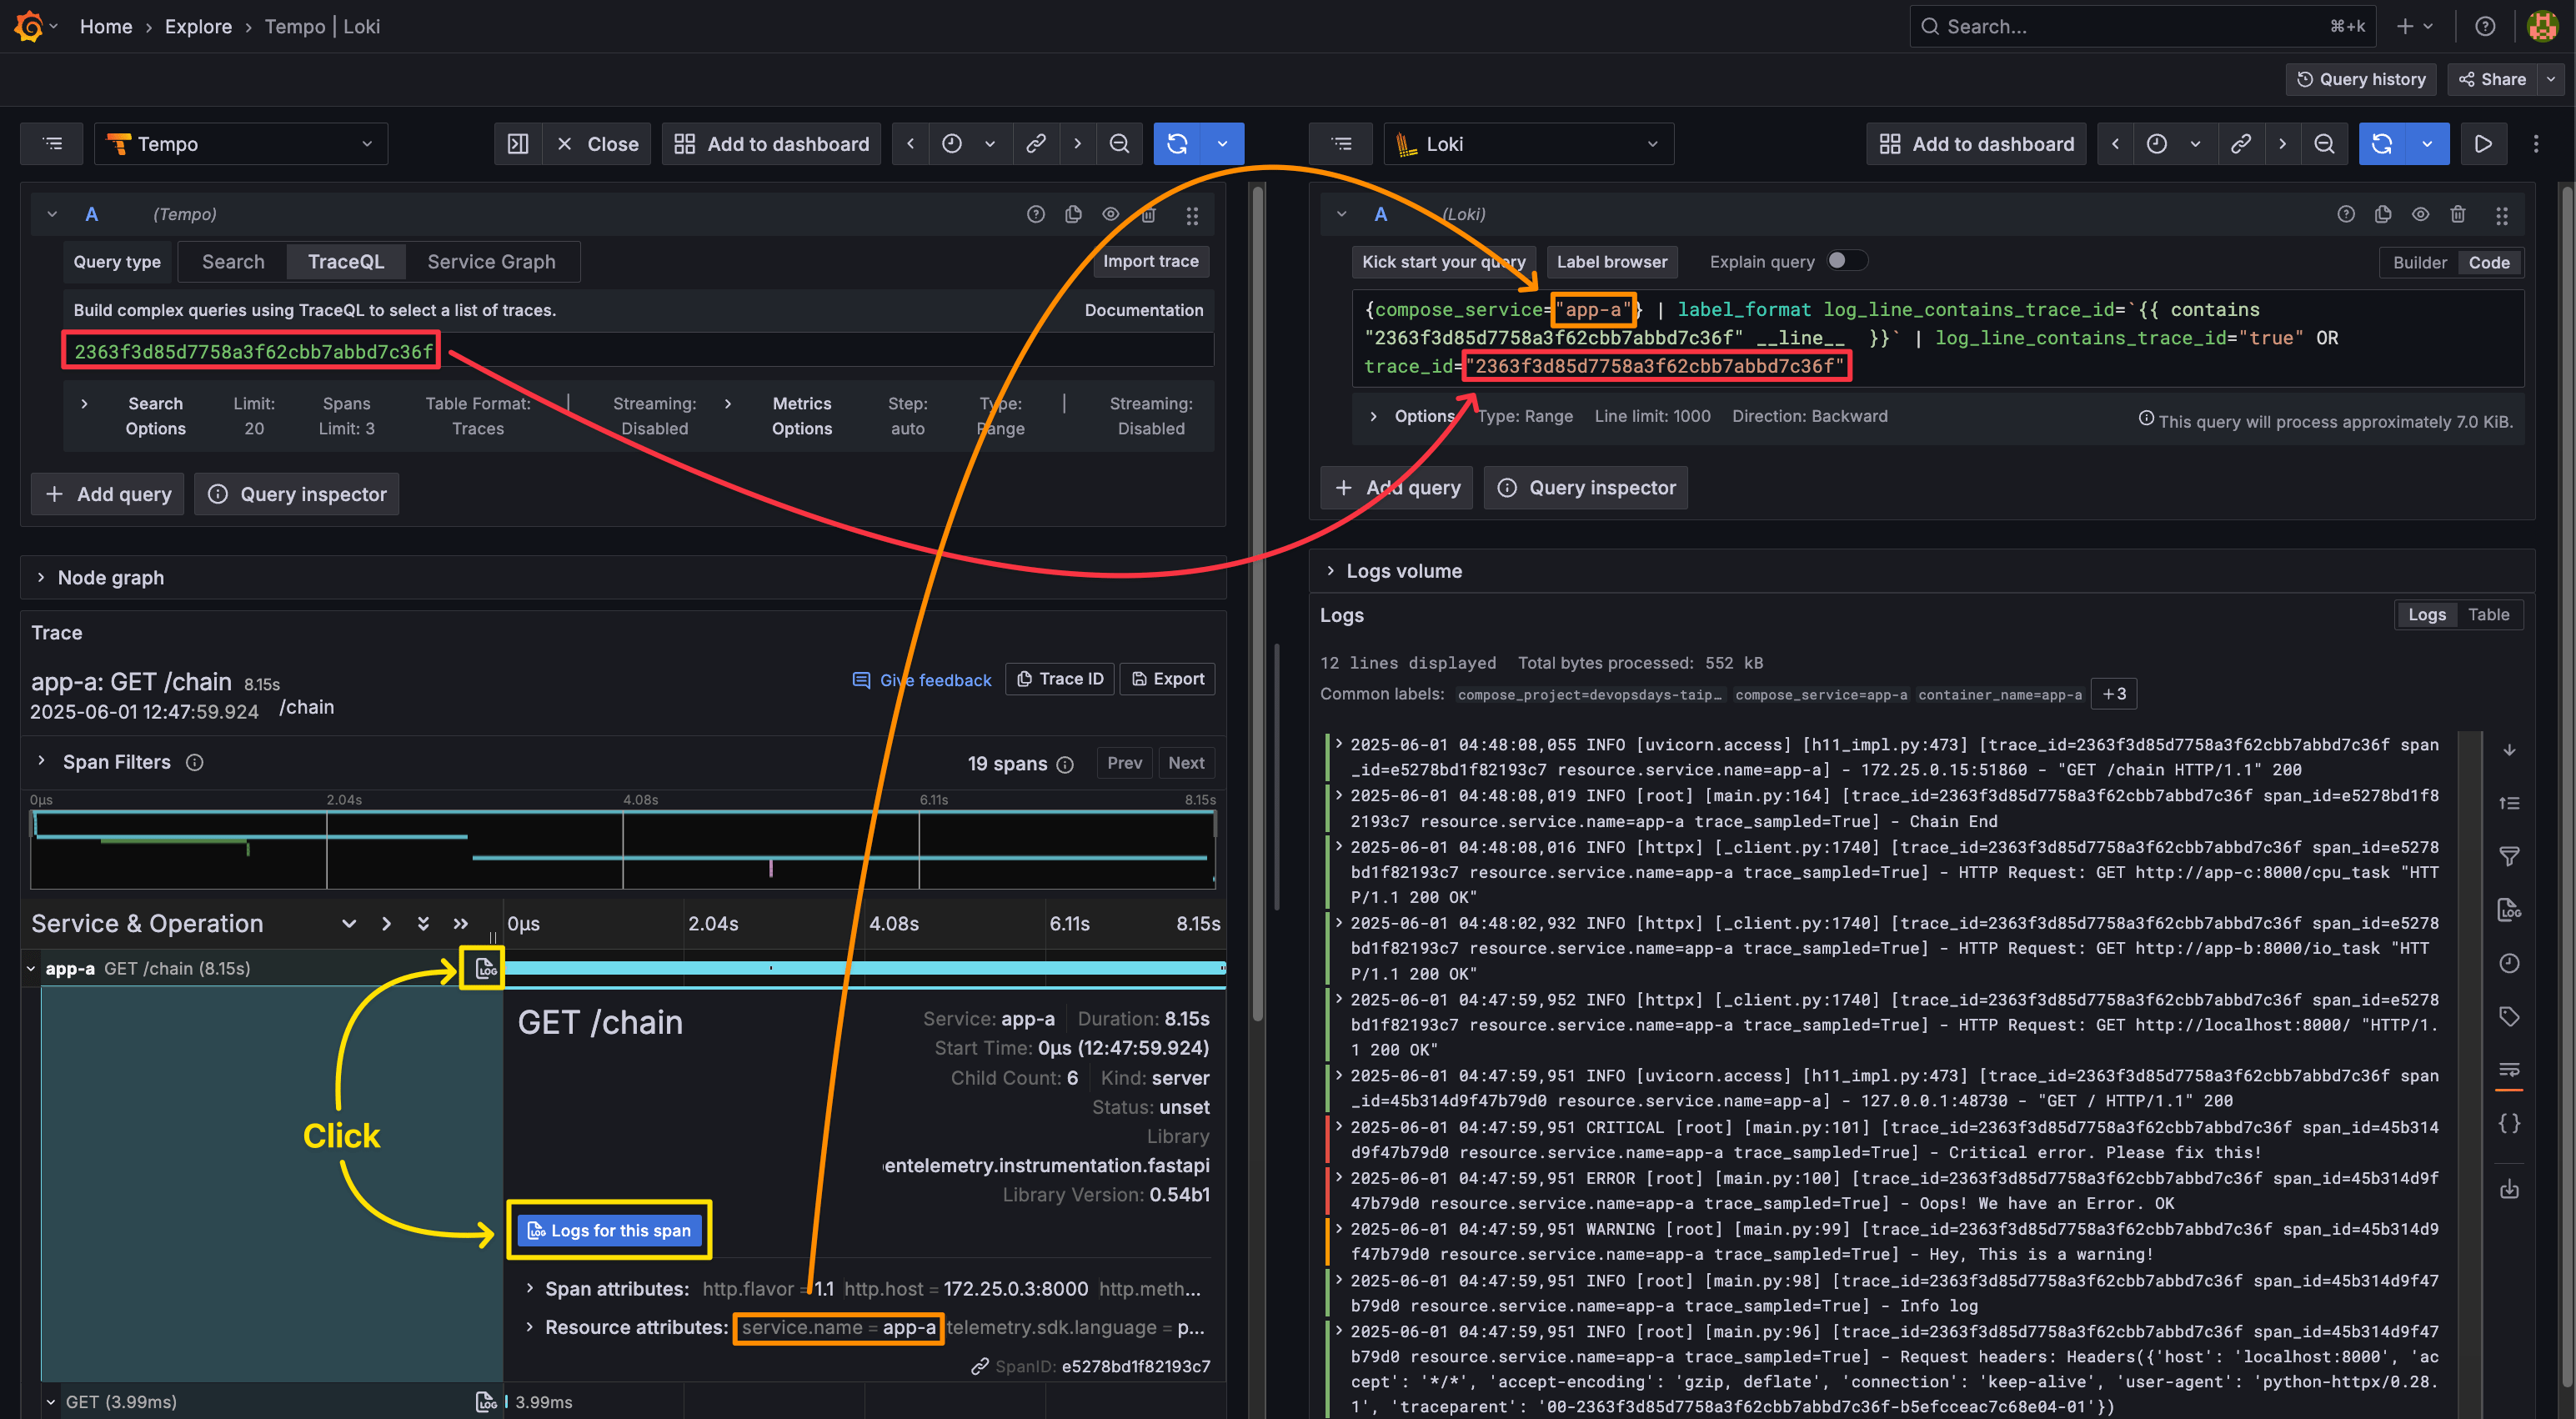 Home › Explore › Tempo | Loki
Search... ⌘+k
Query history Share
Tempo
Close Add to dashboard
A (Tempo)
Query type Search TraceQL Service Graph Import trace
Build complex queries using TraceQL to select a list of traces. Documentation
2363f3d85d7758a3f62cbb7abbd7c36f
Search Limit: Spans Table Format: | Streaming: Metrics Step: Type: | Streaming:
Options 20 Limit: 3 Traces Disabled Options auto Range Disabled
+ Add query Query inspector
Node graph
Trace
app-a: GET /chain 8.15s
Give feedback Trace ID Export
2025-06-01 12:47:59.924 /chain
Span Filters 19 spans Prev Next
0µs 2.04s 4.08s 6.11s 8.15s
Service & Operation 0µs 2.04s 4.08s 6.11s 8.15s
app-a GET /chain (8.15s) LOG
GET /chain
Service: app-a Duration: 8.15s
Start Time: 0µs (12:47:59.924)
Child Count: 6 Kind: server
Status: unset
Library
entelemetry.instrumentation.fastapi
Library Version: 0.54b1
Click
LOG Logs for this span
Span attributes: http.flavor = 1.1 http.host = 172.25.0.3:8000 http.meth...
Resource attributes: service.name = app-a telemetry.sdk.language = p...
SpanID: e5278bd1f82193c7
GET (3.99ms) LOG 3.99ms
Loki
Add to dashboard
A (Loki)
Kick start your query Label browser Explain query Builder Code
{compose_service="app-a"} | label_format log_line_contains_trace_id=`{{ contains
"2363f3d85d7758a3f62cbb7abbd7c36f" __line__ }}` | log_line_contains_trace_id="true" OR
trace_id="2363f3d85d7758a3f62cbb7abbd7c36f"
Options Type: Range Line limit: 1000 Direction: Backward This query will process approximately 7.0 KiB.
+ Add query Query inspector
Logs volume
Logs Logs Table
12 lines displayed Total bytes processed: 552 kB
Common labels: compose_project=devopsdays-taip… compose_service=app-a container_name=app-a +3
2025-06-01 04:48:08,055 INFO [uvicorn.access] [h11_impl.py:473] [trace_id=2363f3d85d7758a3f62cbb7abbd7c36f span
_id=e5278bd1f82193c7 resource.service.name=app-a] - 172.25.0.15:51860 - "GET /chain HTTP/1.1" 200
2025-06-01 04:48:08,019 INFO [root] [main.py:164] [trace_id=2363f3d85d7758a3f62cbb7abbd7c36f span_id=e5278bd1f8
2193c7 resource.service.name=app-a trace_sampled=True] - Chain End
2025-06-01 04:48:08,016 INFO [httpx] [_client.py:1740] [trace_id=2363f3d85d7758a3f62cbb7abbd7c36f span_id=e5278
bd1f82193c7 resource.service.name=app-a trace_sampled=True] - HTTP Request: GET http://app-c:8000/cpu_task "HTT
P/1.1 200 OK"
2025-06-01 04:48:02,932 INFO [httpx] [_client.py:1740] [trace_id=2363f3d85d7758a3f62cbb7abbd7c36f span_id=e5278
bd1f82193c7 resource.service.name=app-a trace_sampled=True] - HTTP Request: GET http://app-b:8000/io_task "HTT
P/1.1 200 OK"
2025-06-01 04:47:59,952 INFO [httpx] [_client.py:1740] [trace_id=2363f3d85d7758a3f62cbb7abbd7c36f span_id=e5278
bd1f82193c7 resource.service.name=app-a trace_sampled=True] - HTTP Request: GET http://localhost:8000/ "HTTP/1.
1 200 OK"
2025-06-01 04:47:59,951 INFO [uvicorn.access] [h11_impl.py:473] [trace_id=2363f3d85d7758a3f62cbb7abbd7c36f span
_id=45b314d9f47b79d0 resource.service.name=app-a] - 127.0.0.1:48730 - "GET / HTTP/1.1" 200
2025-06-01 04:47:59,951 CRITICAL [root] [main.py:101] [trace_id=2363f3d85d7758a3f62cbb7abbd7c36f span_id=45b314
d9f47b79d0 resource.service.name=app-a trace_sampled=True] - Critical error. Please fix this!
2025-06-01 04:47:59,951 ERROR [root] [main.py:100] [trace_id=2363f3d85d7758a3f62cbb7abbd7c36f span_id=45b314d9f
47b79d0 resource.service.name=app-a trace_sampled=True] - Oops! We have an Error. OK
2025-06-01 04:47:59,951 WARNING [root] [main.py:99] [trace_id=2363f3d85d7758a3f62cbb7abbd7c36f span_id=45b314d9
f47b79d0 resource.service.name=app-a trace_sampled=True] - Hey, This is a warning!
2025-06-01 04:47:59,951 INFO [root] [main.py:98] [trace_id=2363f3d85d7758a3f62cbb7abbd7c36f span_id=45b314d9f47
b79d0 resource.service.name=app-a trace_sampled=True] - Info log
2025-06-01 04:47:59,951 INFO [root] [main.py:96] [trace_id=2363f3d85d7758a3f62cbb7abbd7c36f span_id=45b314d9f47
b79d0 resource.service.name=app-a trace_sampled=True] - Request headers: Headers({'host': 'localhost:8000', 'ac
cept': '*/*', 'accept-encoding': 'gzip, deflate', 'connection': 'keep-alive', 'user-agent': 'python-httpx/0.28.
1', 'traceparent': '00-2363f3d85d7758a3f62cbb7abbd7c36f-b5efcceac7c68e04-01'})
LOG